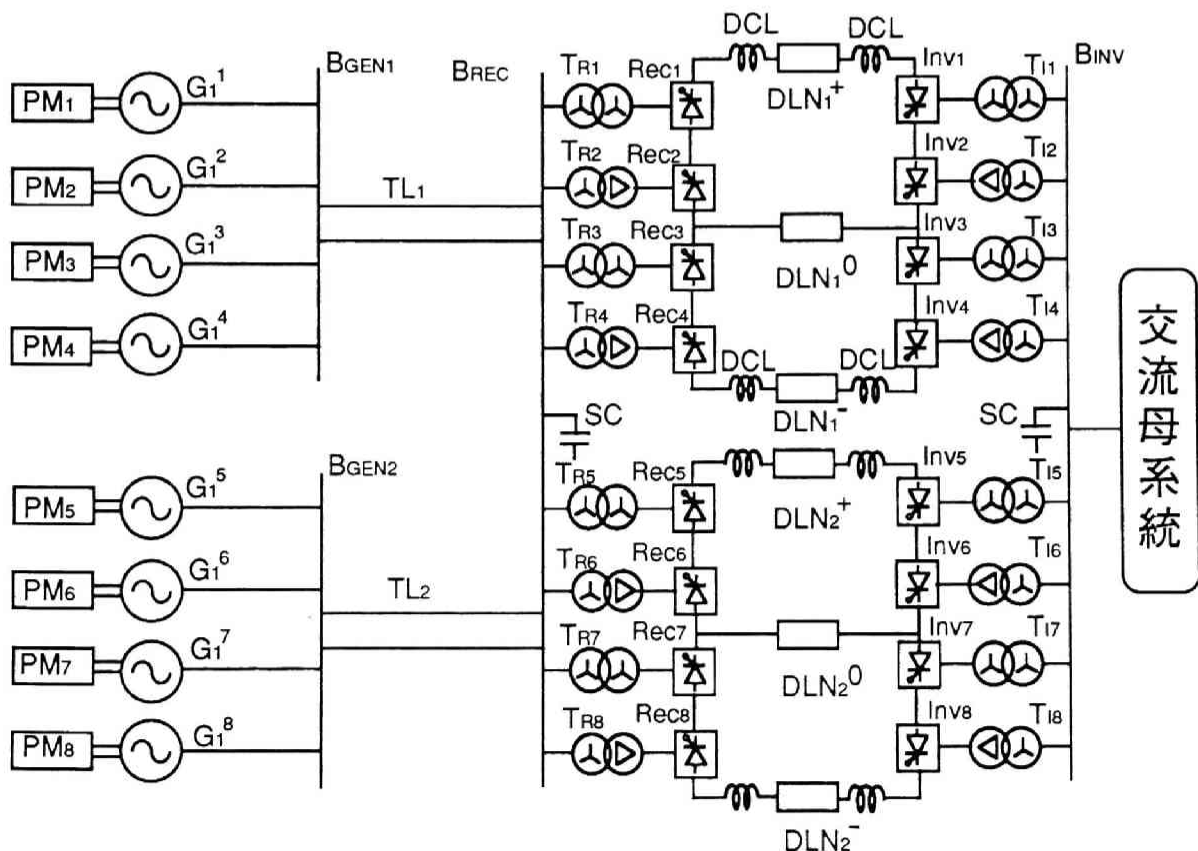 DCL DCL
BGEN1 BREC TR1 Rec1 DLN1+ Inv1 TI1 BINV
PM1 G1^1
TR2 Rec2 Inv2 TI2
PM2 G1^2
TL1
TR3 Rec3 Inv3 TI3
PM3 G1^3
DLN1^0
TR4 Rec4 Inv4 TI4
PM4 G1^4
DCL DCL
DLN1-
SC SC
交流母系統
BGEN2 TR5 Rec5 Inv5 TI5
PM5 G1^5
DLN2+
TR6 Rec6 Inv6 TI6
PM6 G1^6
TL2
TR7 Rec7 Inv7 TI7
PM7 G1^7
DLN2^0
TR8 Rec8 Inv8 TI8
PM8 G1^8
DLN2-